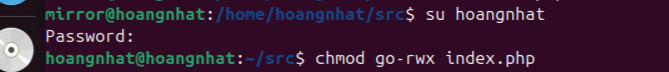 mirror@hoangnhat:/home/hoangnhat/src$ su hoangnhat
Password:
hoangnhat@hoangnhat:~/src$ chmod go-rwx index.php